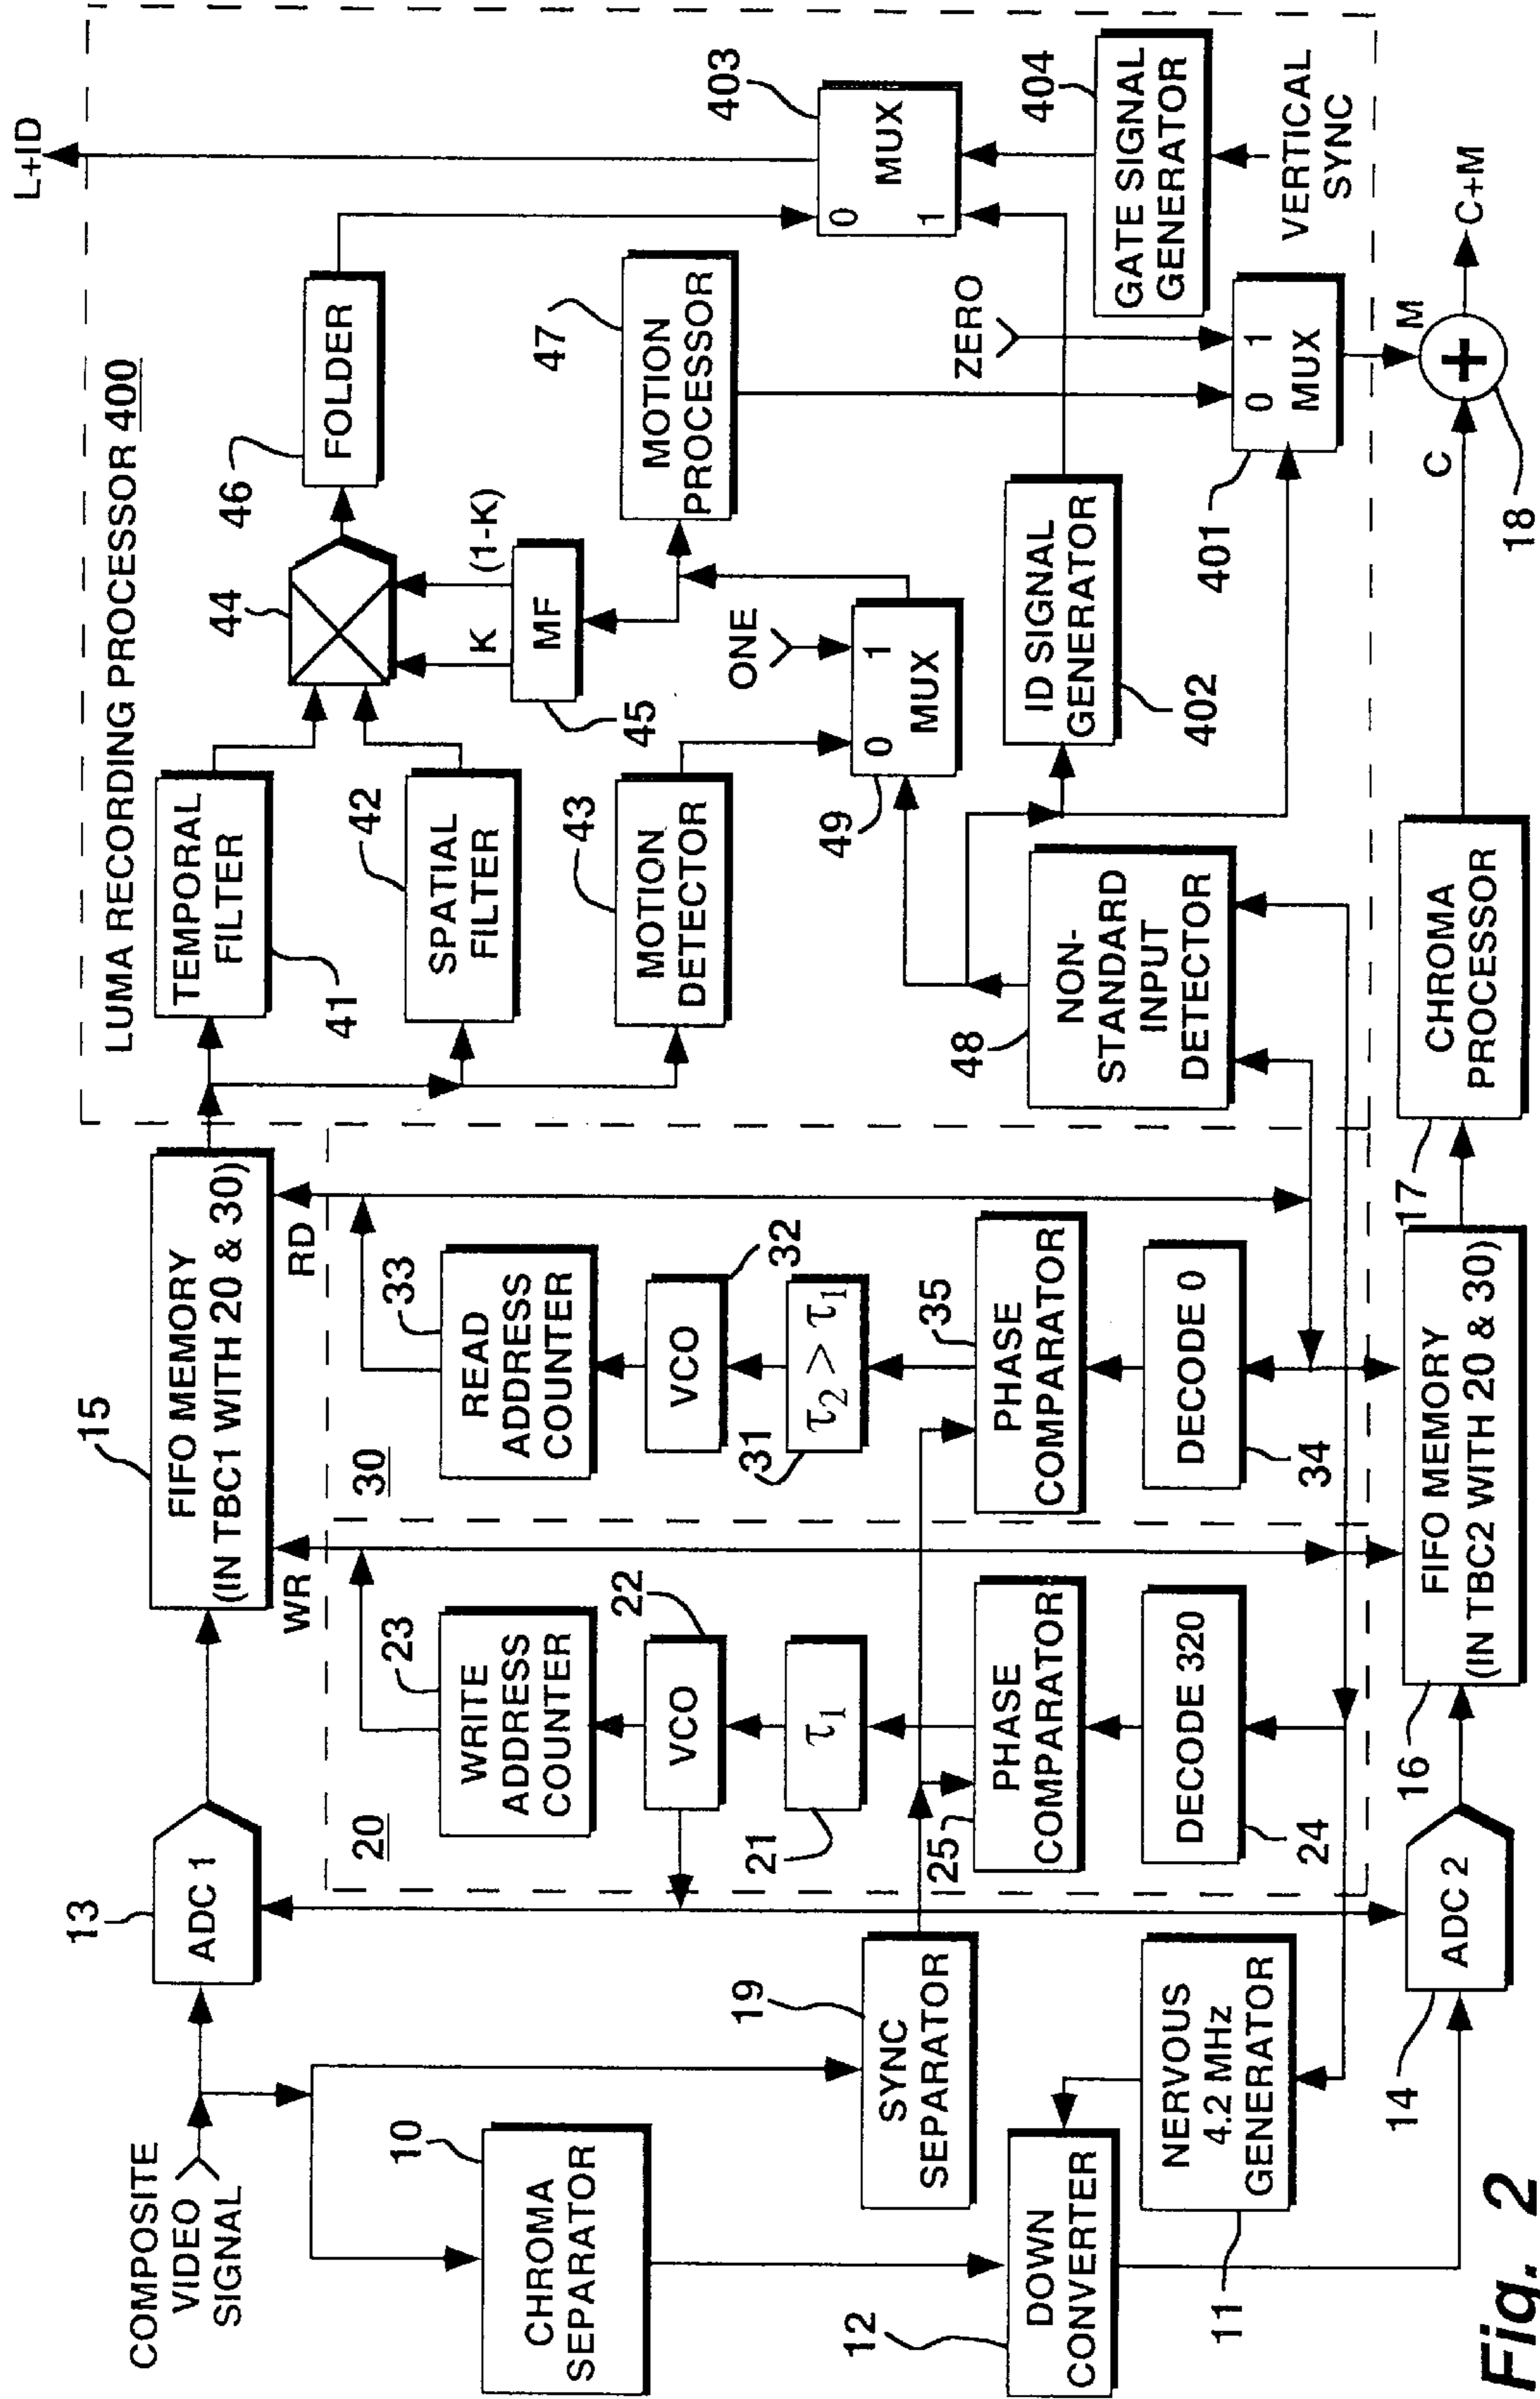 COMPOSITE
VIDEO
SIGNAL
13
ADC 1
15
FIFO MEMORY
(IN TBC1 WITH 20 & 30)
WR
RD
10
CHROMA
SEPARATOR
19
SYNC
SEPARATOR
12
DOWN
CONVERTER
11
NERVOUS
4.2 MHz
GENERATOR
14
ADC 2
20
23
WRITE
ADDRESS
COUNTER
22
VCO
21
τ1
25
PHASE
COMPARATOR
DECODE 320
24
30
33
READ
ADDRESS
COUNTER
32
VCO
31
τ2 > τ1
35
PHASE
COMPARATOR
DECODE 0
34
16
FIFO MEMORY
(IN TBC2 WITH 20 & 30)
17
CHROMA
PROCESSOR
C
18
+
M
C+M
LUMA RECORDING PROCESSOR 400
TEMPORAL
FILTER
41
42
SPATIAL
FILTER
43
MOTION
DETECTOR
44
K
(1-K)
MF
45
46
FOLDER
47
MOTION
PROCESSOR
ONE
0 1
MUX
49
48
NON-
STANDARD
INPUT
DETECTOR
ID SIGNAL
GENERATOR
402
ZERO
0 1
MUX
401
403
0
MUX
1
L+ID
404
GATE SIGNAL
GENERATOR
VERTICAL
SYNC
Fig. 2